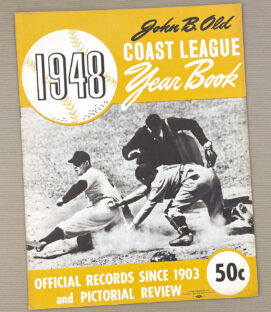 John B. Old
1948
COAST LEAGUE
Year Book
OFFICIAL RECORDS SINCE 1903
and PICTORIAL REVIEW
50c